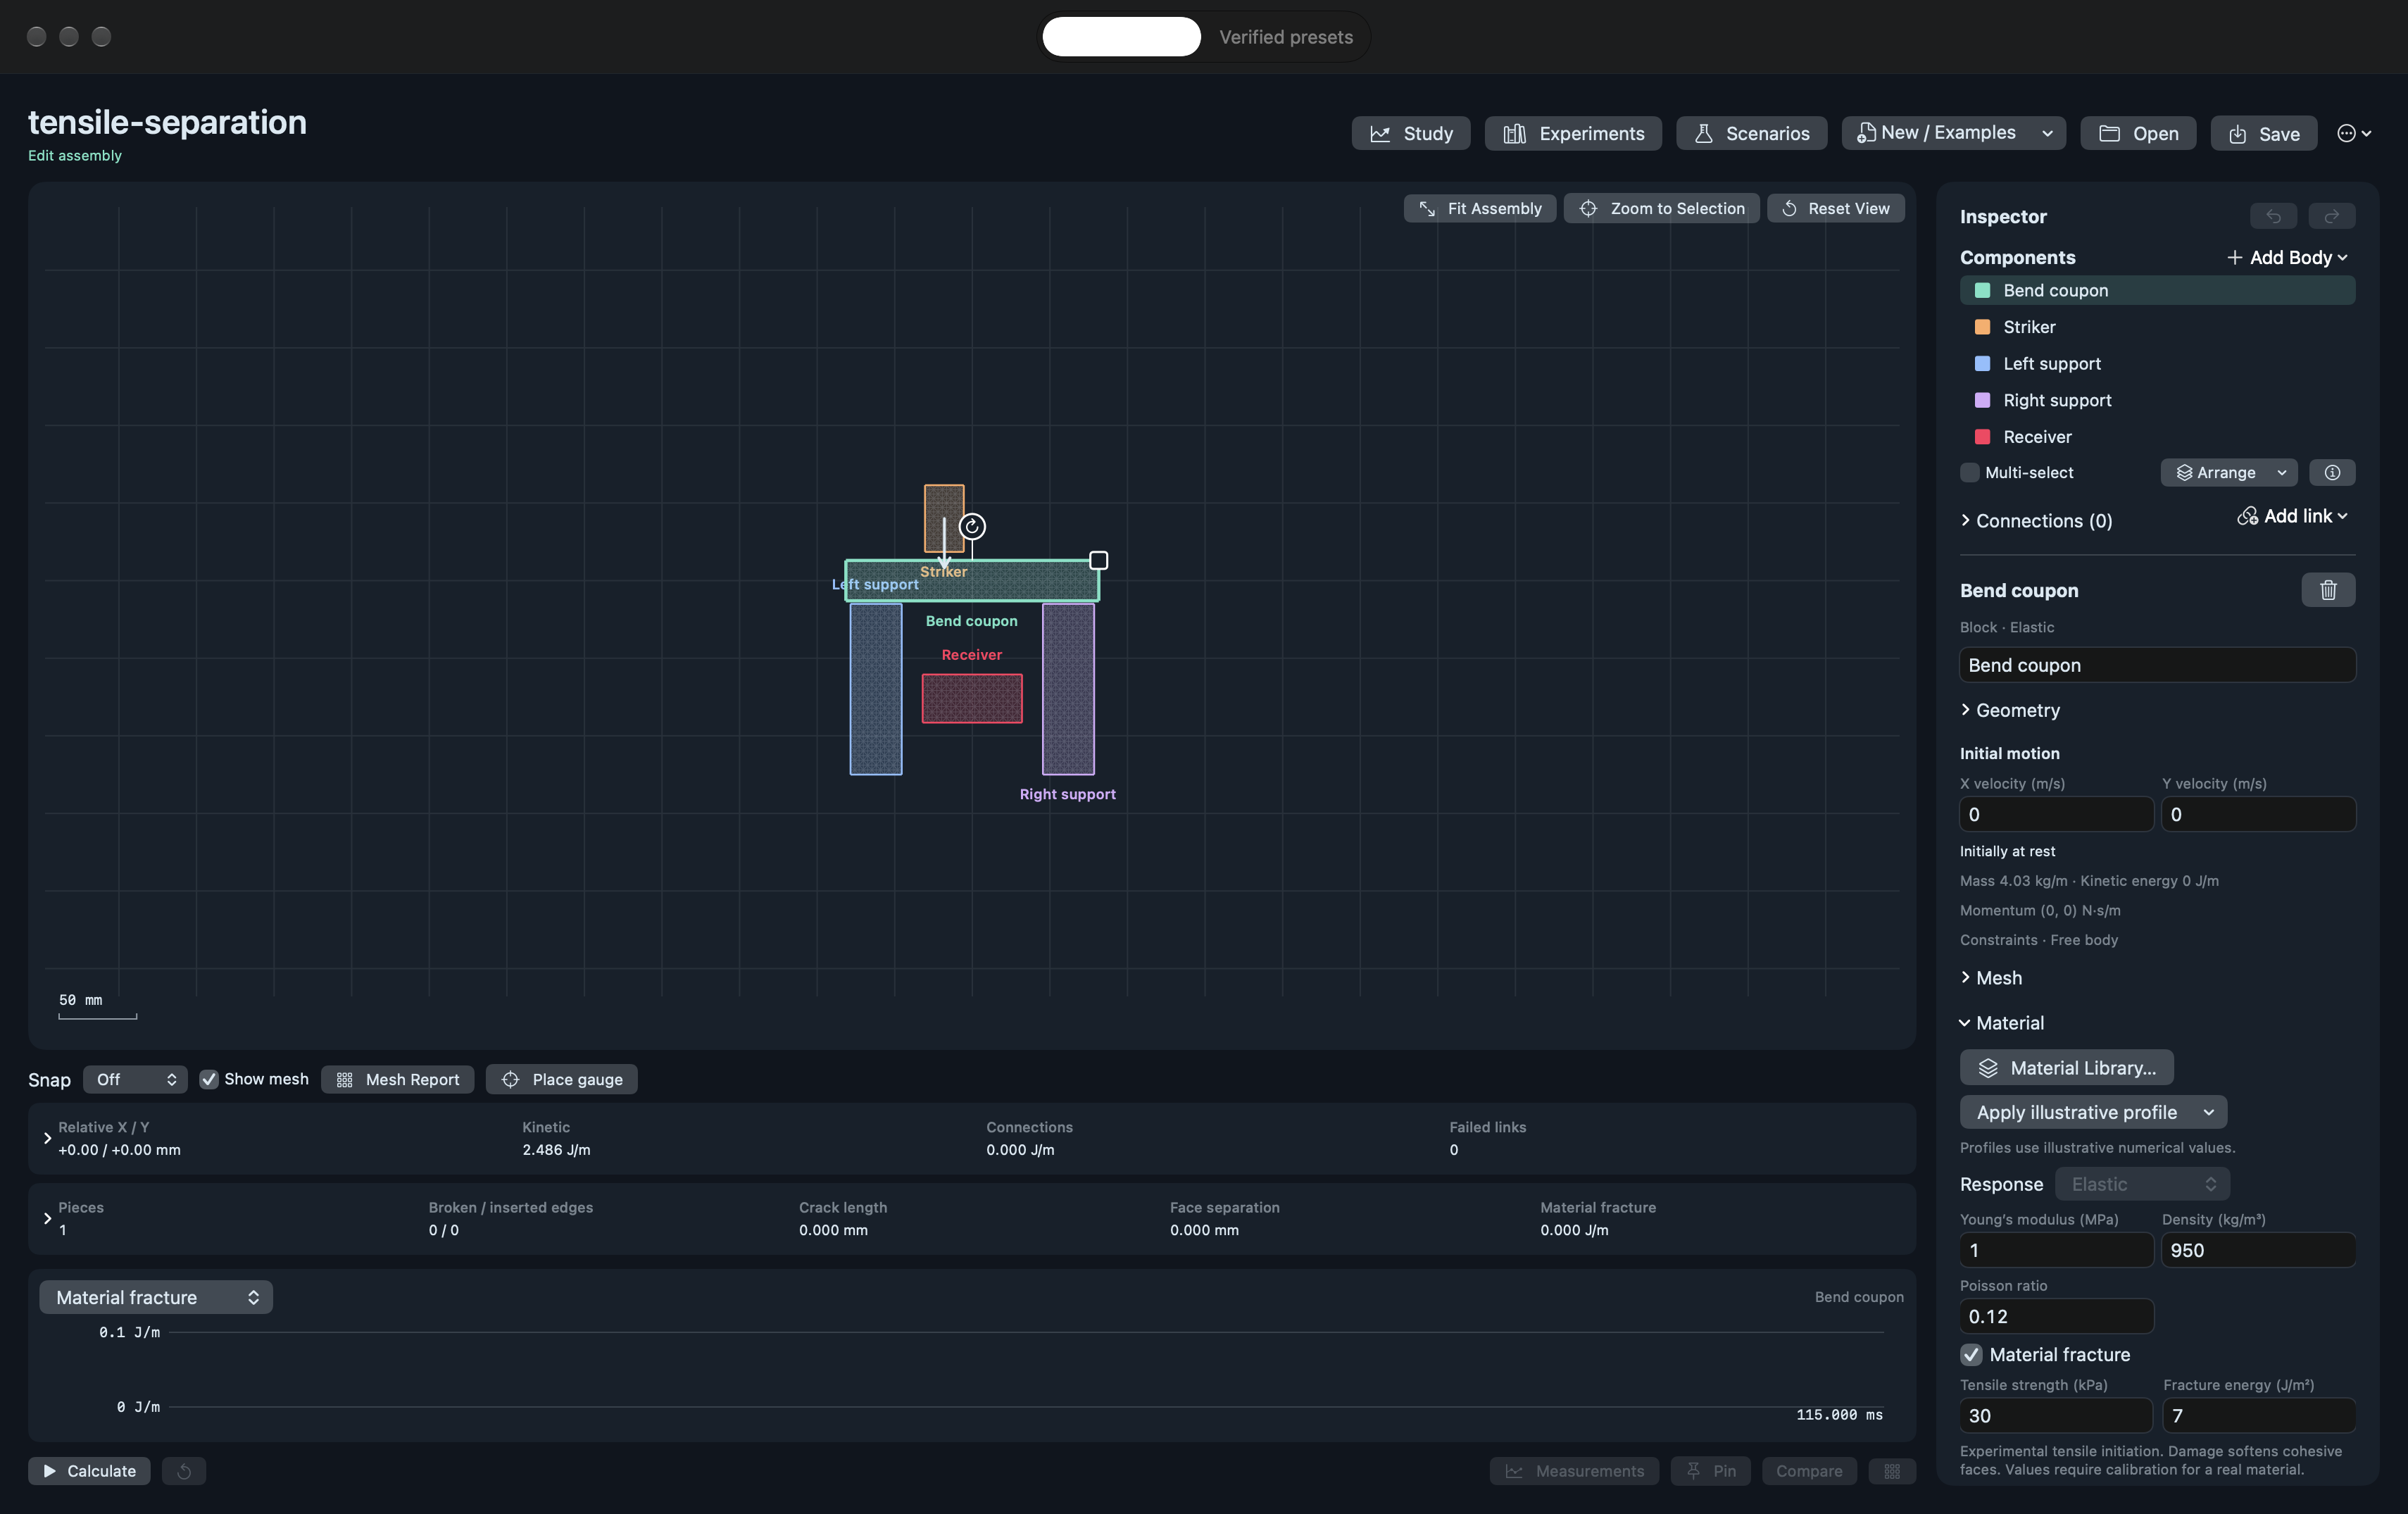 Verified presets
tensile-separation
Edit assembly
Study
Experiments
Scenarios
New / Examples
Open
Save
Fit Assembly
Zoom to Selection
Reset View
Striker
Left support
Bend coupon
Receiver
Right support
50 mm
Snap
Off
Show mesh
Mesh Report
Place gauge
Relative X / Y
+0.00 / +0.00 mm
Kinetic
2.486 J/m
Connections
0.000 J/m
Failed links
0
Pieces
1
Broken / inserted edges
0 / 0
Crack length
0.000 mm
Face separation
0.000 mm
Material fracture
0.000 J/m
Material fracture
Bend coupon
0.1 J/m
0 J/m
115.000 ms
Calculate
Measurements
Pin
Compare
Inspector
Components
Add Body
Bend coupon
Striker
Left support
Right support
Receiver
Multi-select
Arrange
Connections (0)
Add link
Bend coupon
Block · Elastic
Bend coupon
Geometry
Initial motion
X velocity (m/s)
Y velocity (m/s)
0
0
Initially at rest
Mass 4.03 kg/m · Kinetic energy 0 J/m
Momentum (0, 0) N·s/m
Constraints · Free body
Mesh
Material
Material Library...
Apply illustrative profile
Profiles use illustrative numerical values.
Response
Elastic
Young's modulus (MPa)
Density (kg/m³)
1
950
Poisson ratio
0.12
Material fracture
Tensile strength (kPa)
Fracture energy (J/m²)
30
7
Experimental tensile initiation. Damage softens cohesive
faces. Values require calibration for a real material.